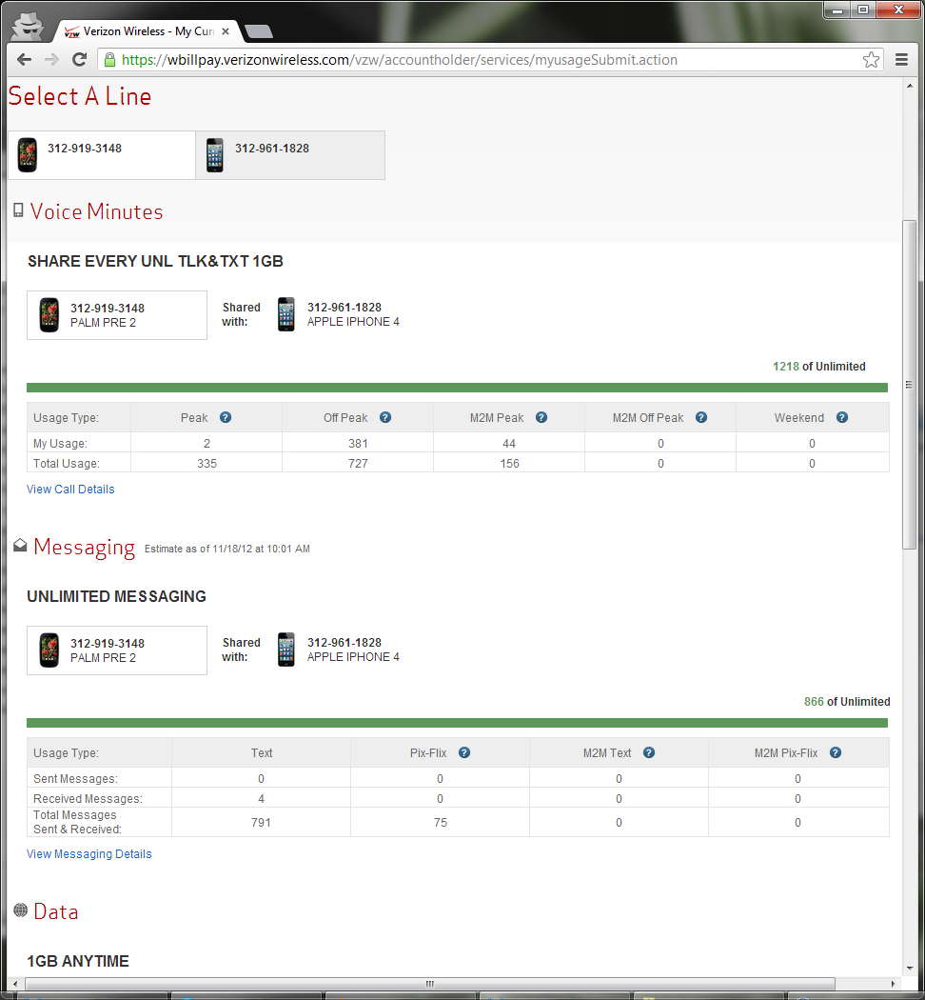 Verizon Wireless - My Curr
https://wbillpay.verizonwireless.com/vzw/accountholder/services/myusageSubmit.action
Select A Line
312-919-3148 312-961-1828
Voice Minutes
SHARE EVERY UNL TLK&TXT 1GB
312-919-3148 Shared 312-961-1828
PALM PRE 2 with: APPLE IPHONE 4
1218 of Unlimited
Usage Type: Peak ? Off Peak ? M2M Peak ? M2M Off Peak ? Weekend ?
My Usage: 2 381 44 0 0
Total Usage: 335 727 156 0 0
View Call Details
Messaging Estimate as of 11/18/12 at 10:01 AM
UNLIMITED MESSAGING
312-919-3148 Shared 312-961-1828
PALM PRE 2 with: APPLE IPHONE 4
866 of Unlimited
Usage Type: Text Pix-Flix ? M2M Text ? M2M Pix-Flix ?
Sent Messages: 0 0 0 0
Received Messages: 4 0 0 0
Total Messages
Sent & Received: 791 75 0 0
View Messaging Details
Data
1GB ANYTIME